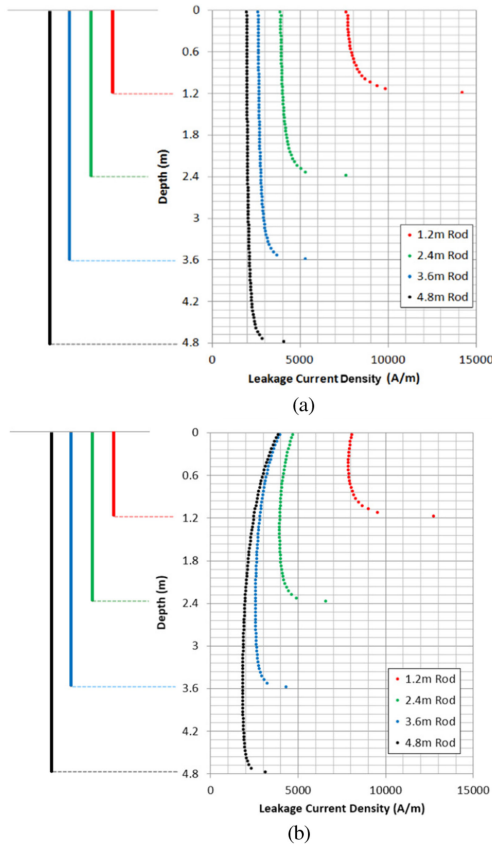 0
0.6
1.2
1.8
2.4
3
3.6
4.2
4.8
Depth (m)
1.2m Rod
2.4m Rod
3.6m Rod
4.8m Rod
0 5000 10000 15000
Leakage Current Density (A/m)
(a)
0
0.6
1.2
1.8
2.4
3
3.6
4.2
4.8
Depth (m)
1.2m Rod
2.4m Rod
3.6m Rod
4.8m Rod
0 5000 10000 15000
Leakage Current Density (A/m)
(b)